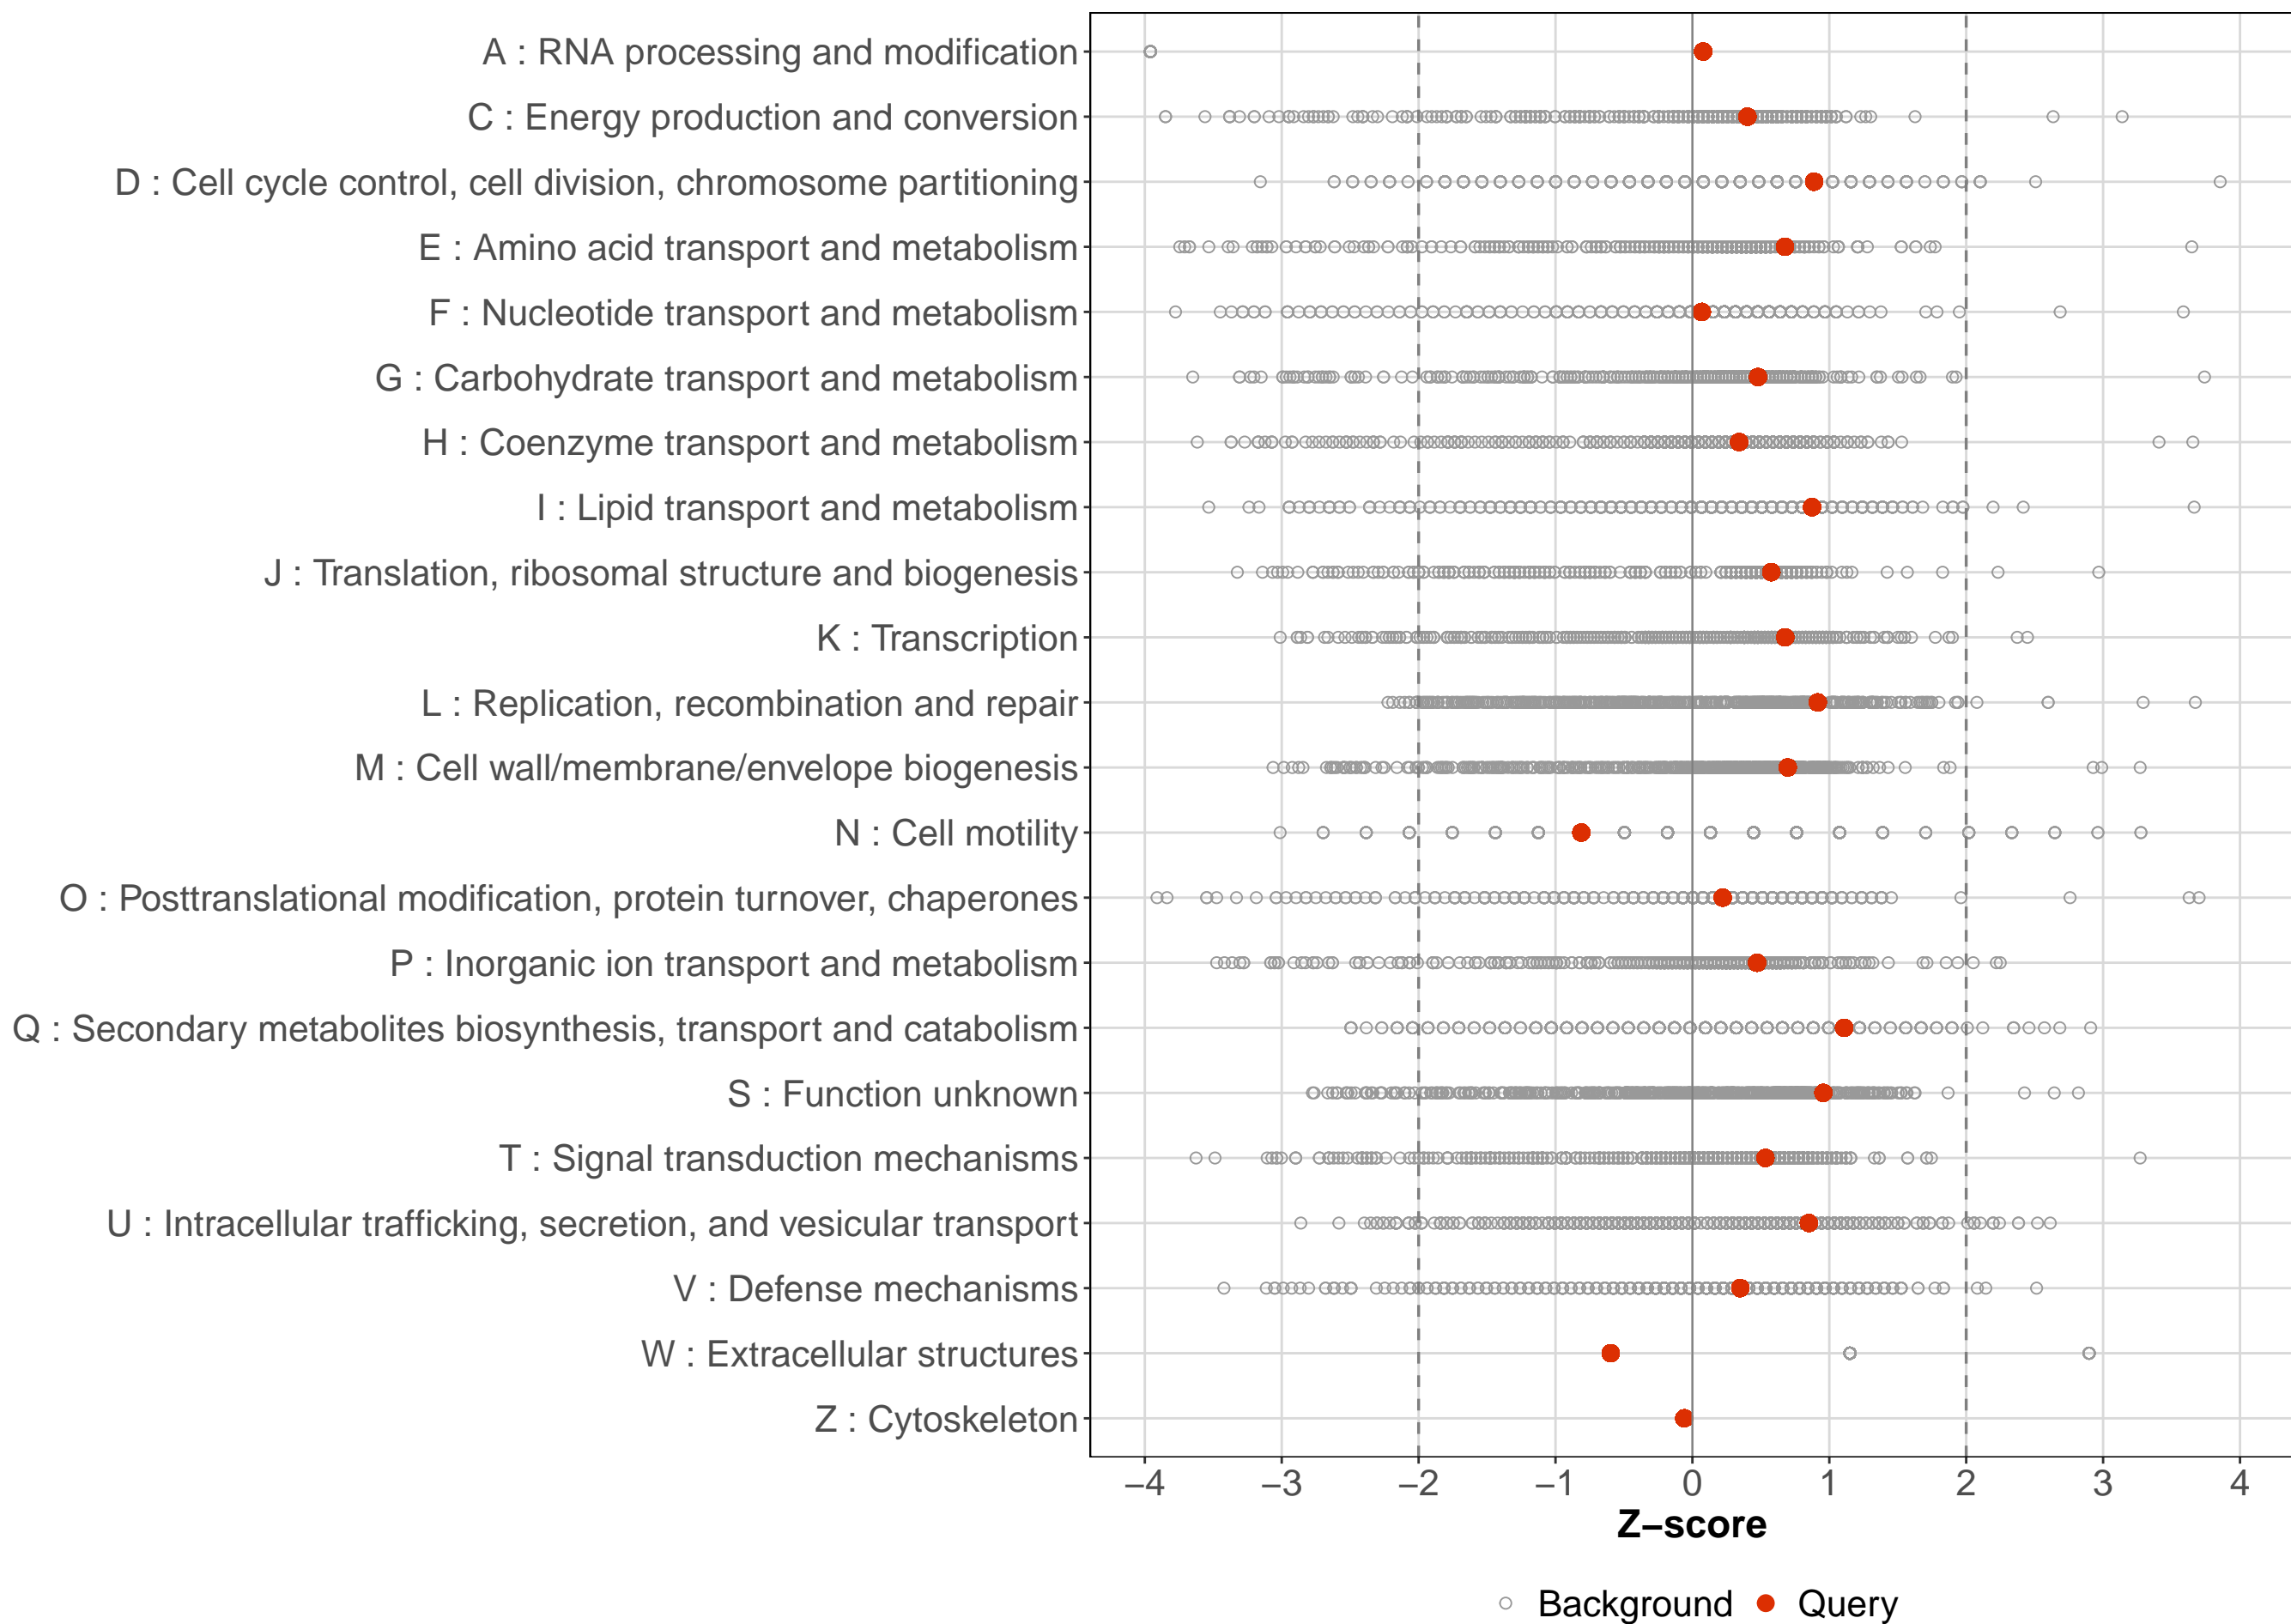 A : RNA processing and modification
C : Energy production and conversion
D : Cell cycle control, cell division, chromosome partitioning
E : Amino acid transport and metabolism
F : Nucleotide transport and metabolism
G : Carbohydrate transport and metabolism
H : Coenzyme transport and metabolism
I : Lipid transport and metabolism
J : Translation, ribosomal structure and biogenesis
K : Transcription
L : Replication, recombination and repair
M : Cell wall/membrane/envelope biogenesis
N : Cell motility
O : Posttranslational modification, protein turnover, chaperones
P : Inorganic ion transport and metabolism
Q : Secondary metabolites biosynthesis, transport and catabolism
S : Function unknown
T : Signal transduction mechanisms
U : Intracellular trafficking, secretion, and vesicular transport
V : Defense mechanisms
W : Extracellular structures
Z : Cytoskeleton
−4 −3 −2 −1 0 1 2 3 4
Z−score
Background Query